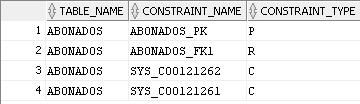 TABLE_NAME CONSTRAINT_NAME CONSTRAINT_TYPE
1 ABONADOS ABONADOS_PK P
2 ABONADOS ABONADOS_FK1 R
3 ABONADOS SYS_C00121262 C
4 ABONADOS SYS_C00121261 C